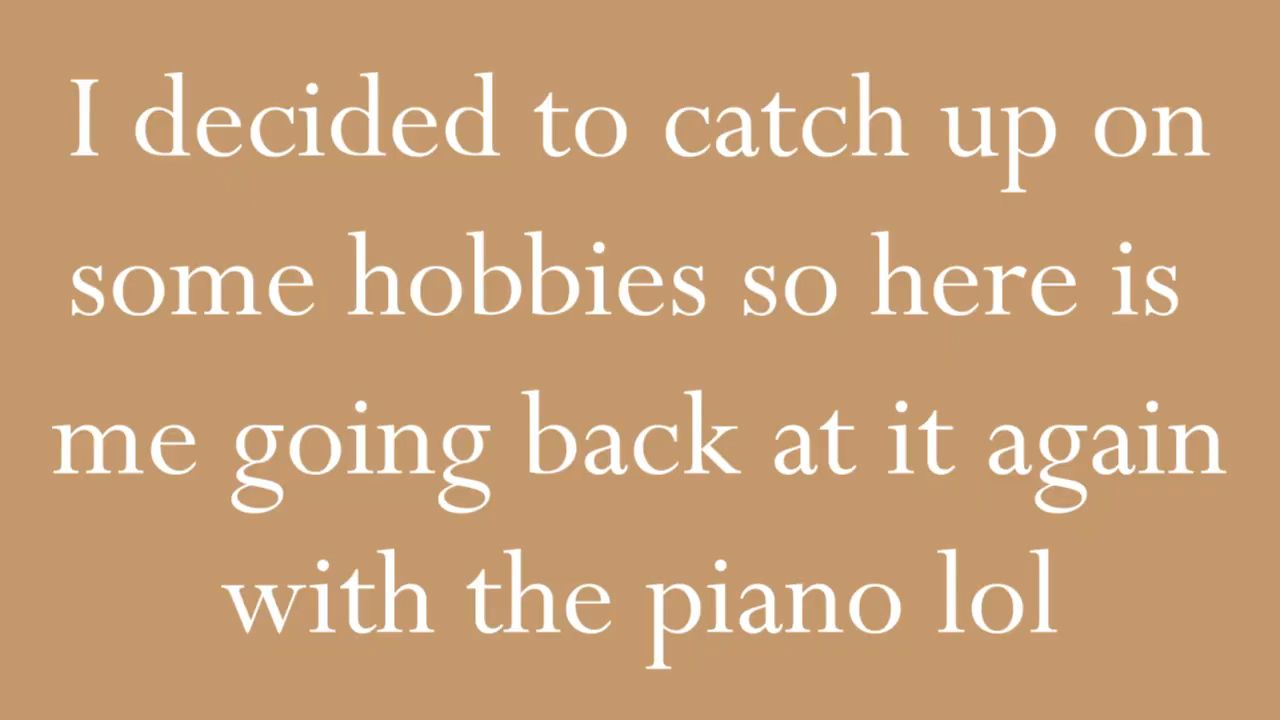 I decided to catch up on
some hobbies so here is
me going back at it again
with the piano lol